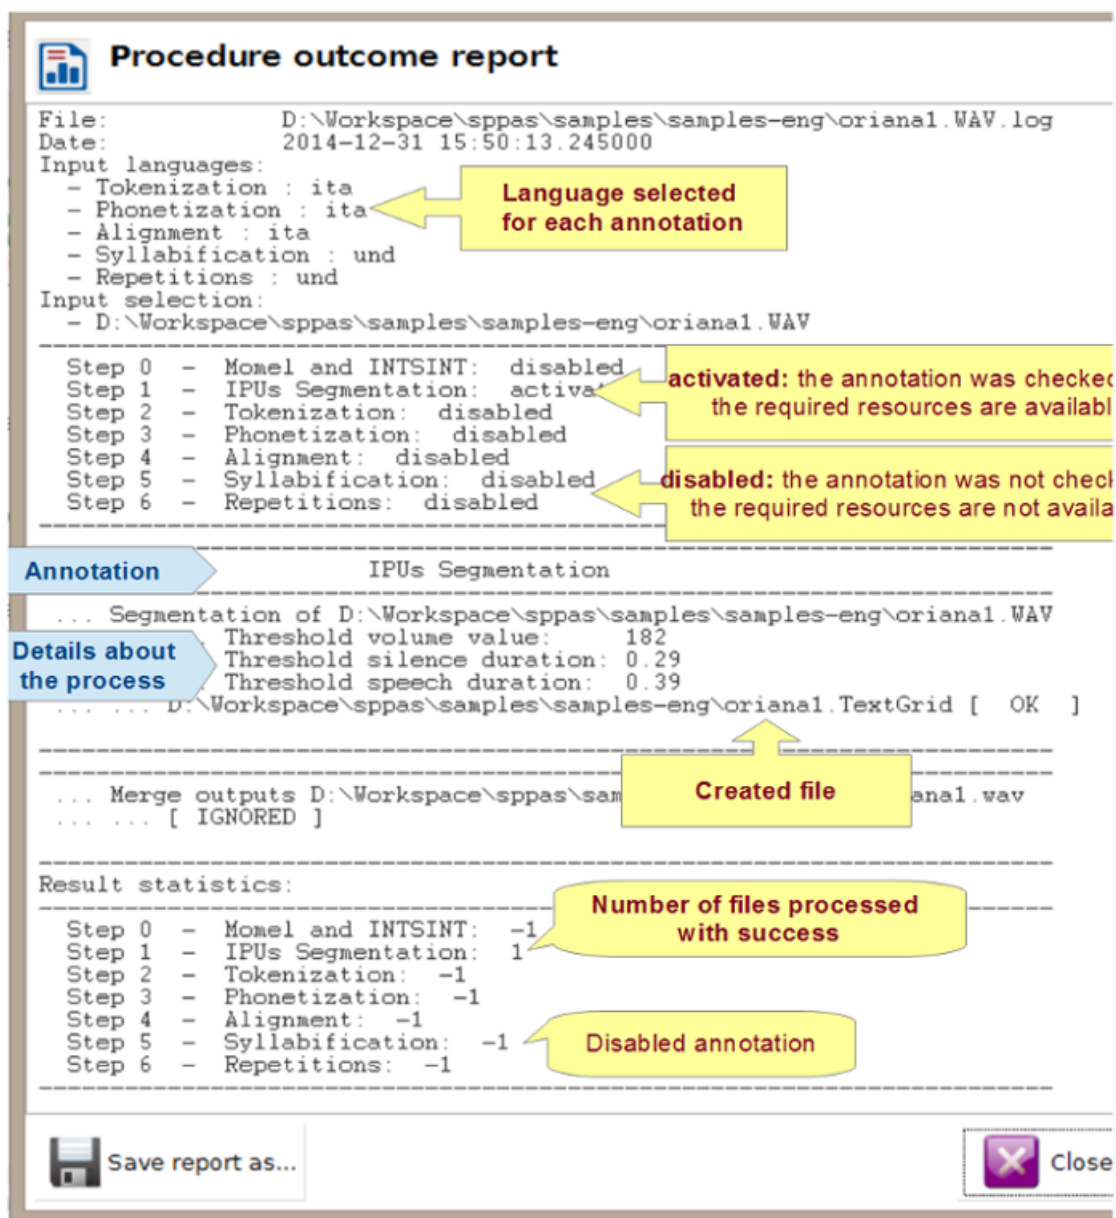 Procedure outcome report
File: D:\Workspace\sppas\samples\samples-eng\oriana1.WAV.log
Date: 2014-12-31 15:50:13.245000
Input languages:
- Tokenization : ita
- Phonetization : ita
- Alignment : ita
- Syllabification : und
- Repetitions : und
Language selected
for each annotation
Input selection:
- D:\Workspace\sppas\samples\samples-eng\oriana1.WAV
Step 0 - Momel and INTSINT: disabled
Step 1 - IPUs Segmentation: activat
Step 2 - Tokenization: disabled
Step 3 - Phonetization: disabled
Step 4 - Alignment: disabled
Step 5 - Syllabification: disabled
Step 6 - Repetitions: disabled
activated: the annotation was checked
the required resources are availabl
disabled: the annotation was not check
the required resources are not availa
Annotation
IPUs Segmentation
... Segmentation of D:\Workspace\sppas\samples\samples-eng\oriana1.WAV
Threshold volume value: 182
Threshold silence duration: 0.29
Threshold speech duration: 0.39
Details about
the process
... ... D:\Workspace\sppas\samples\samples-eng\oriana1.TextGrid [ OK ]
Created file
... Merge outputs D:\Workspace\sppas\sam ana1.wav
... ... [ IGNORED ]
Result statistics:
Number of files processed
with success
Step 0 - Momel and INTSINT: -1
Step 1 - IPUs Segmentation: 1
Step 2 - Tokenization: -1
Step 3 - Phonetization: -1
Step 4 - Alignment: -1
Step 5 - Syllabification: -1
Step 6 - Repetitions: -1
Disabled annotation
Save report as...
Close